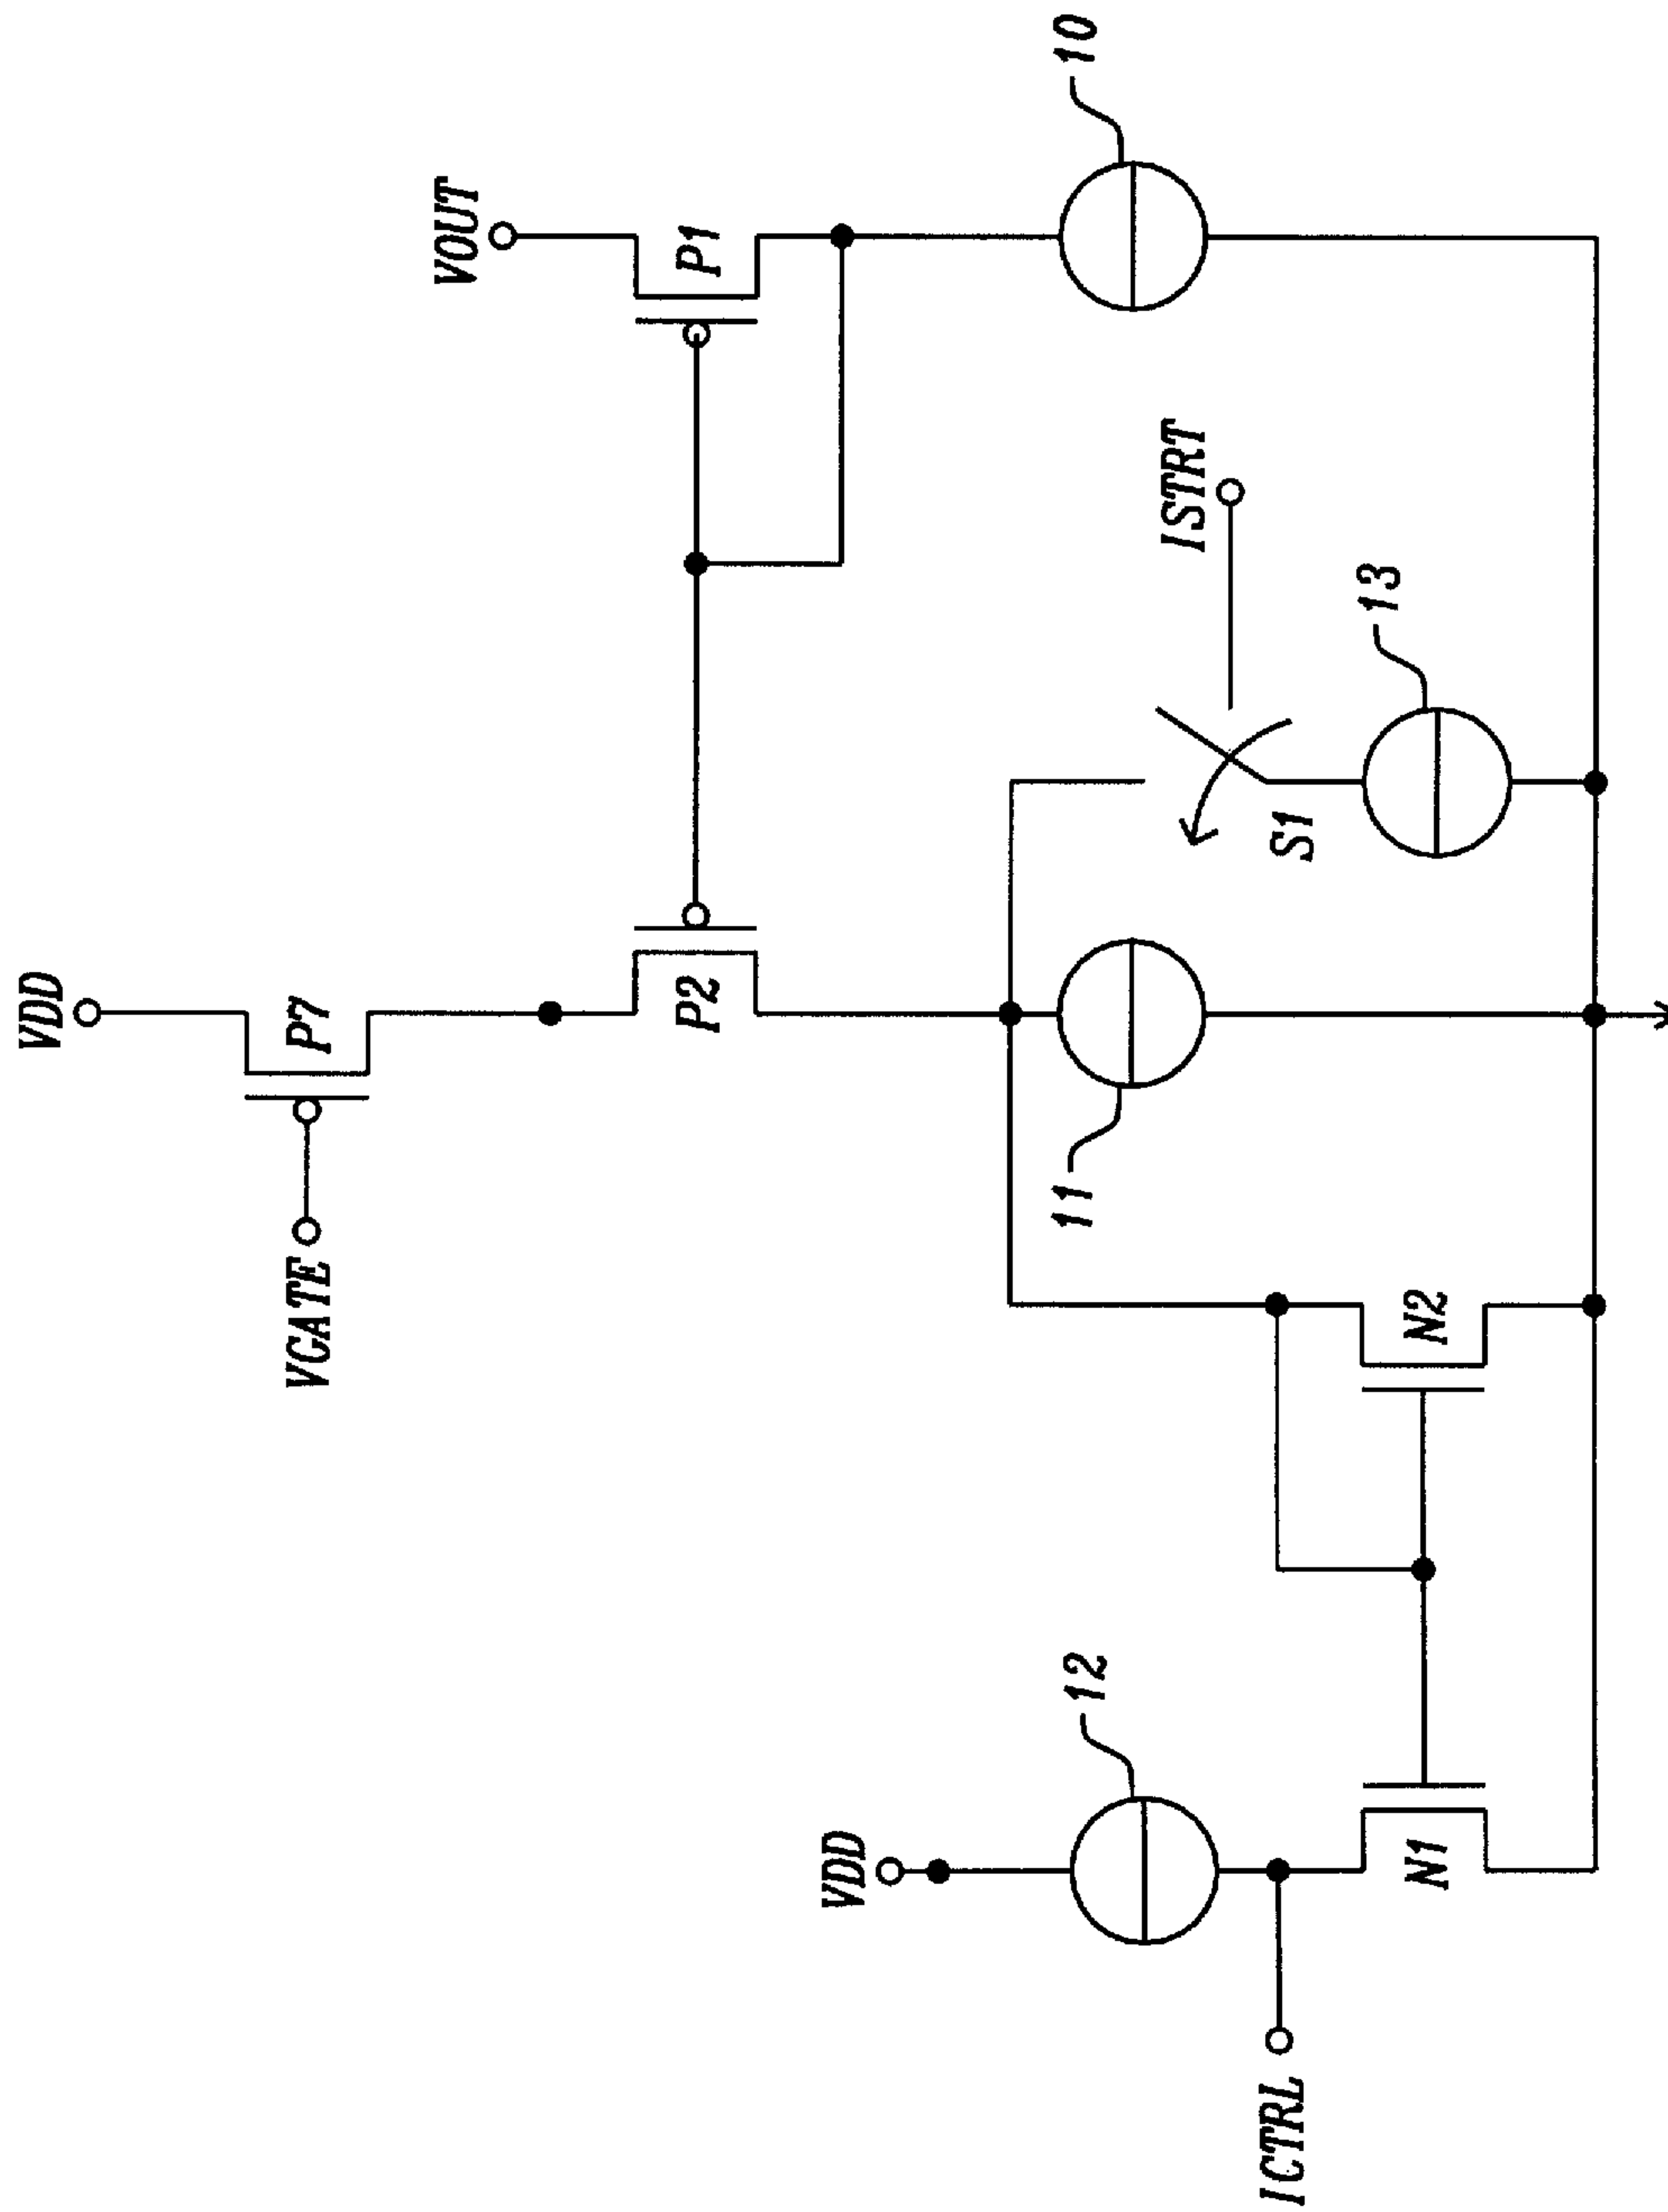 VDD
P7
VGATE
VOUT
P1
P2
10
ISTRT
13
S1
11
N2
VDD
12
N1
ICTRL